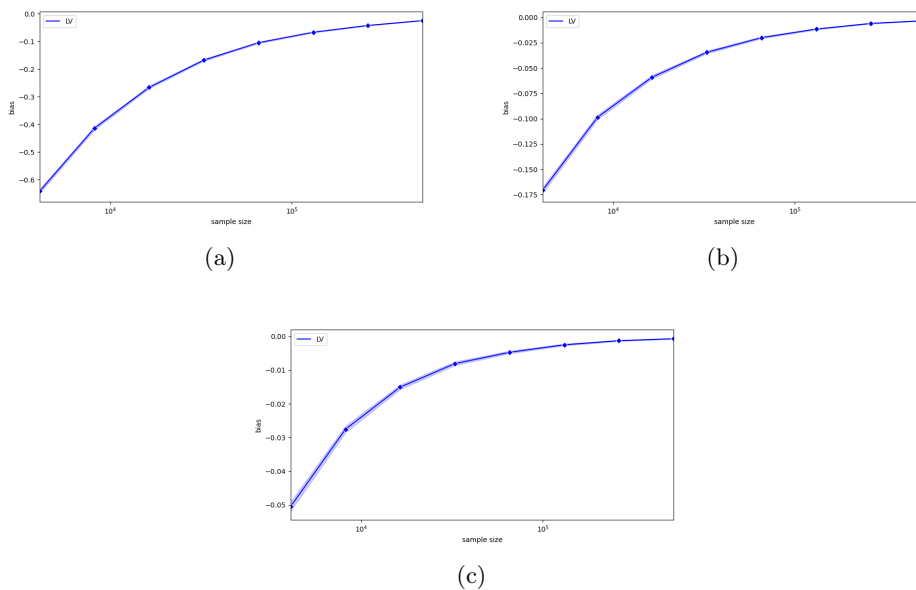 0.0
−0.1
−0.2
−0.3
−0.4
−0.5
−0.6
bias
LV
10⁴
10⁵
sample size
(a)
0.000
−0.025
−0.050
−0.075
−0.100
−0.125
−0.150
−0.175
bias
LV
10⁴
10⁵
sample size
(b)
0.00
−0.01
−0.02
−0.03
−0.04
−0.05
bias
LV
10⁴
10⁵
sample size
(c)